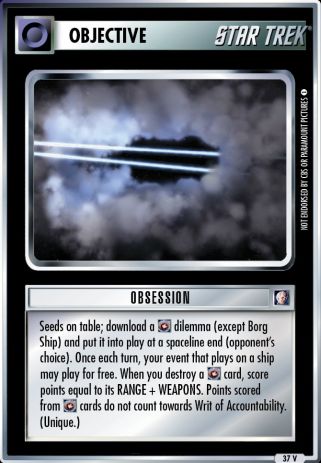 OBJECTIVE
STAR TREK®
NOT ENDORSED BY CBS OR PARAMOUNT PICTURES
OBSESSION
Seeds on table; download a dilemma (except Borg
Ship) and put it into play at a spaceline end (opponent's
choice). Once each turn, your event that plays on a ship
may play for free. When you destroy a card, score
points equal to its RANGE + WEAPONS. Points scored
from cards do not count towards Writ of Accountability.
(Unique.)
37 V